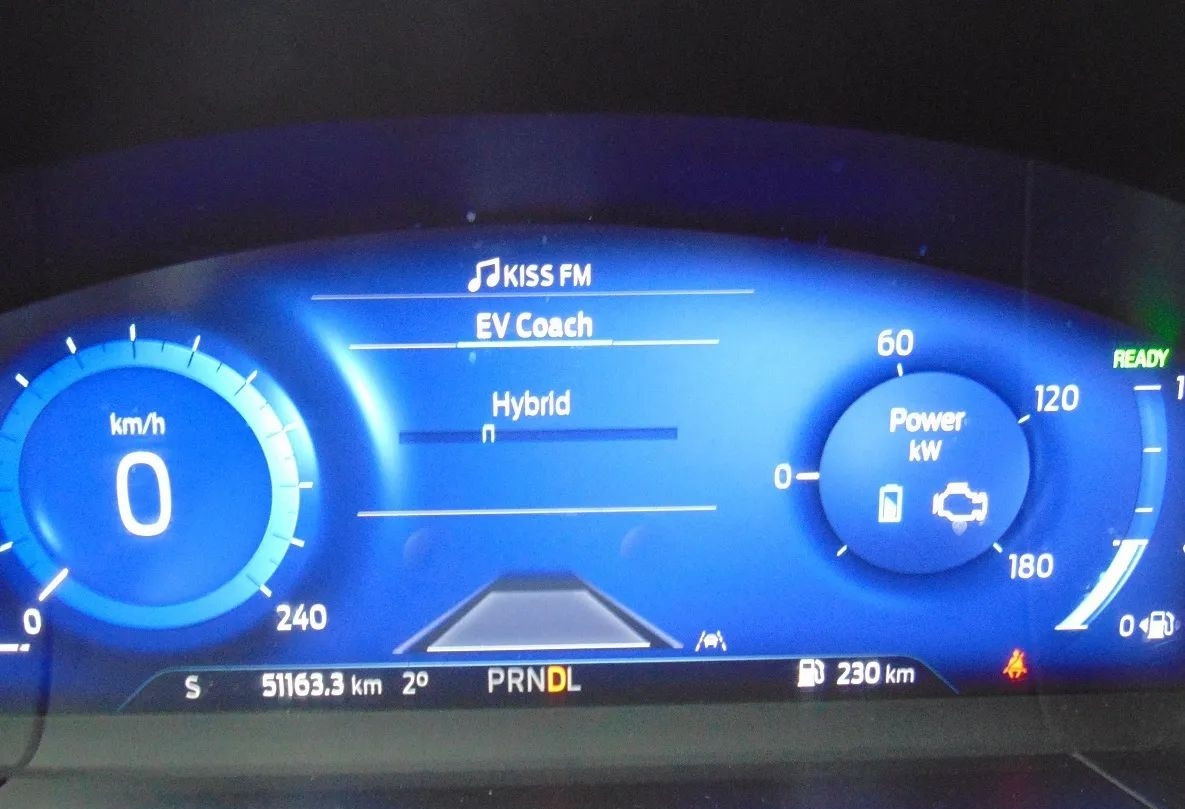 KISS FM
EV Coach
Hybrid
km/h
0
0
240
Power
kW
0
60
120
180
READY
0
S
51163.3 km
2°
PRNDL
230 km